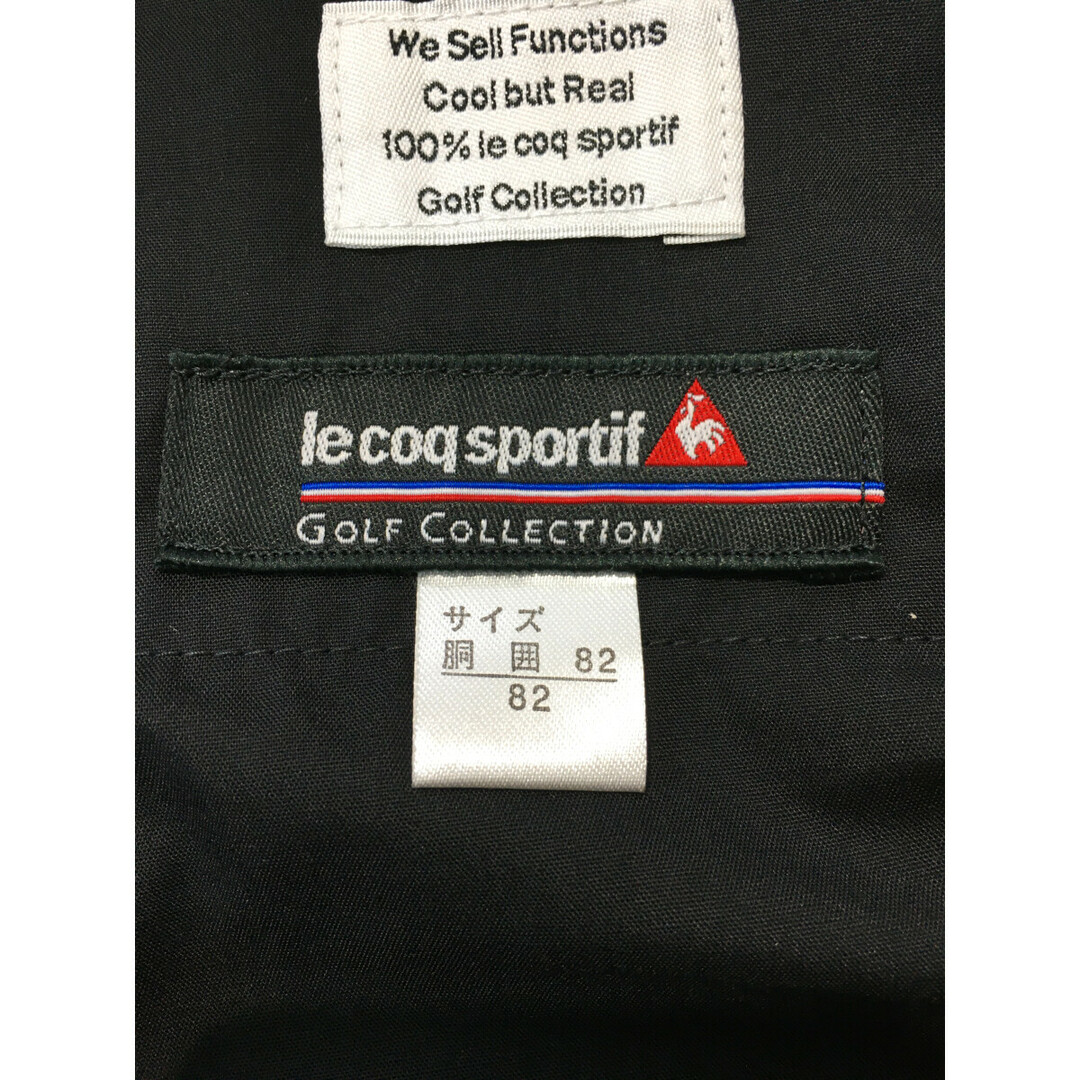 We Sell Functions
Cool but Real
100% le coq sportif
Golf Collection
le coq sportif
GOLF COLLECTION
サイズ
胴 囲 82
82